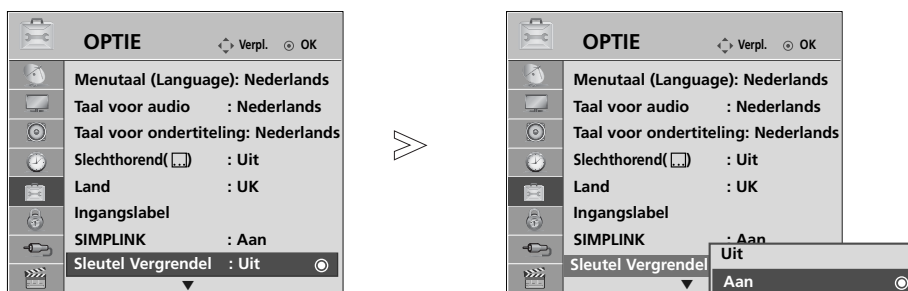 OPTIE Verpl. OK
Menutaal (Language): Nederlands
Taal voor audio : Nederlands
Taal voor ondertiteling: Nederlands
Slechthorend( ) : Uit
Land : UK
Ingangslabel
SIMPLINK : Aan
Sleutel Vergrendel : Uit
OPTIE Verpl. OK
Menutaal (Language): Nederlands
Taal voor audio : Nederlands
Taal voor ondertiteling: Nederlands
Slechthorend( ) : Uit
Land : UK
Ingangslabel
SIMPLINK : Aan
Sleutel Vergrendel
Uit
Aan